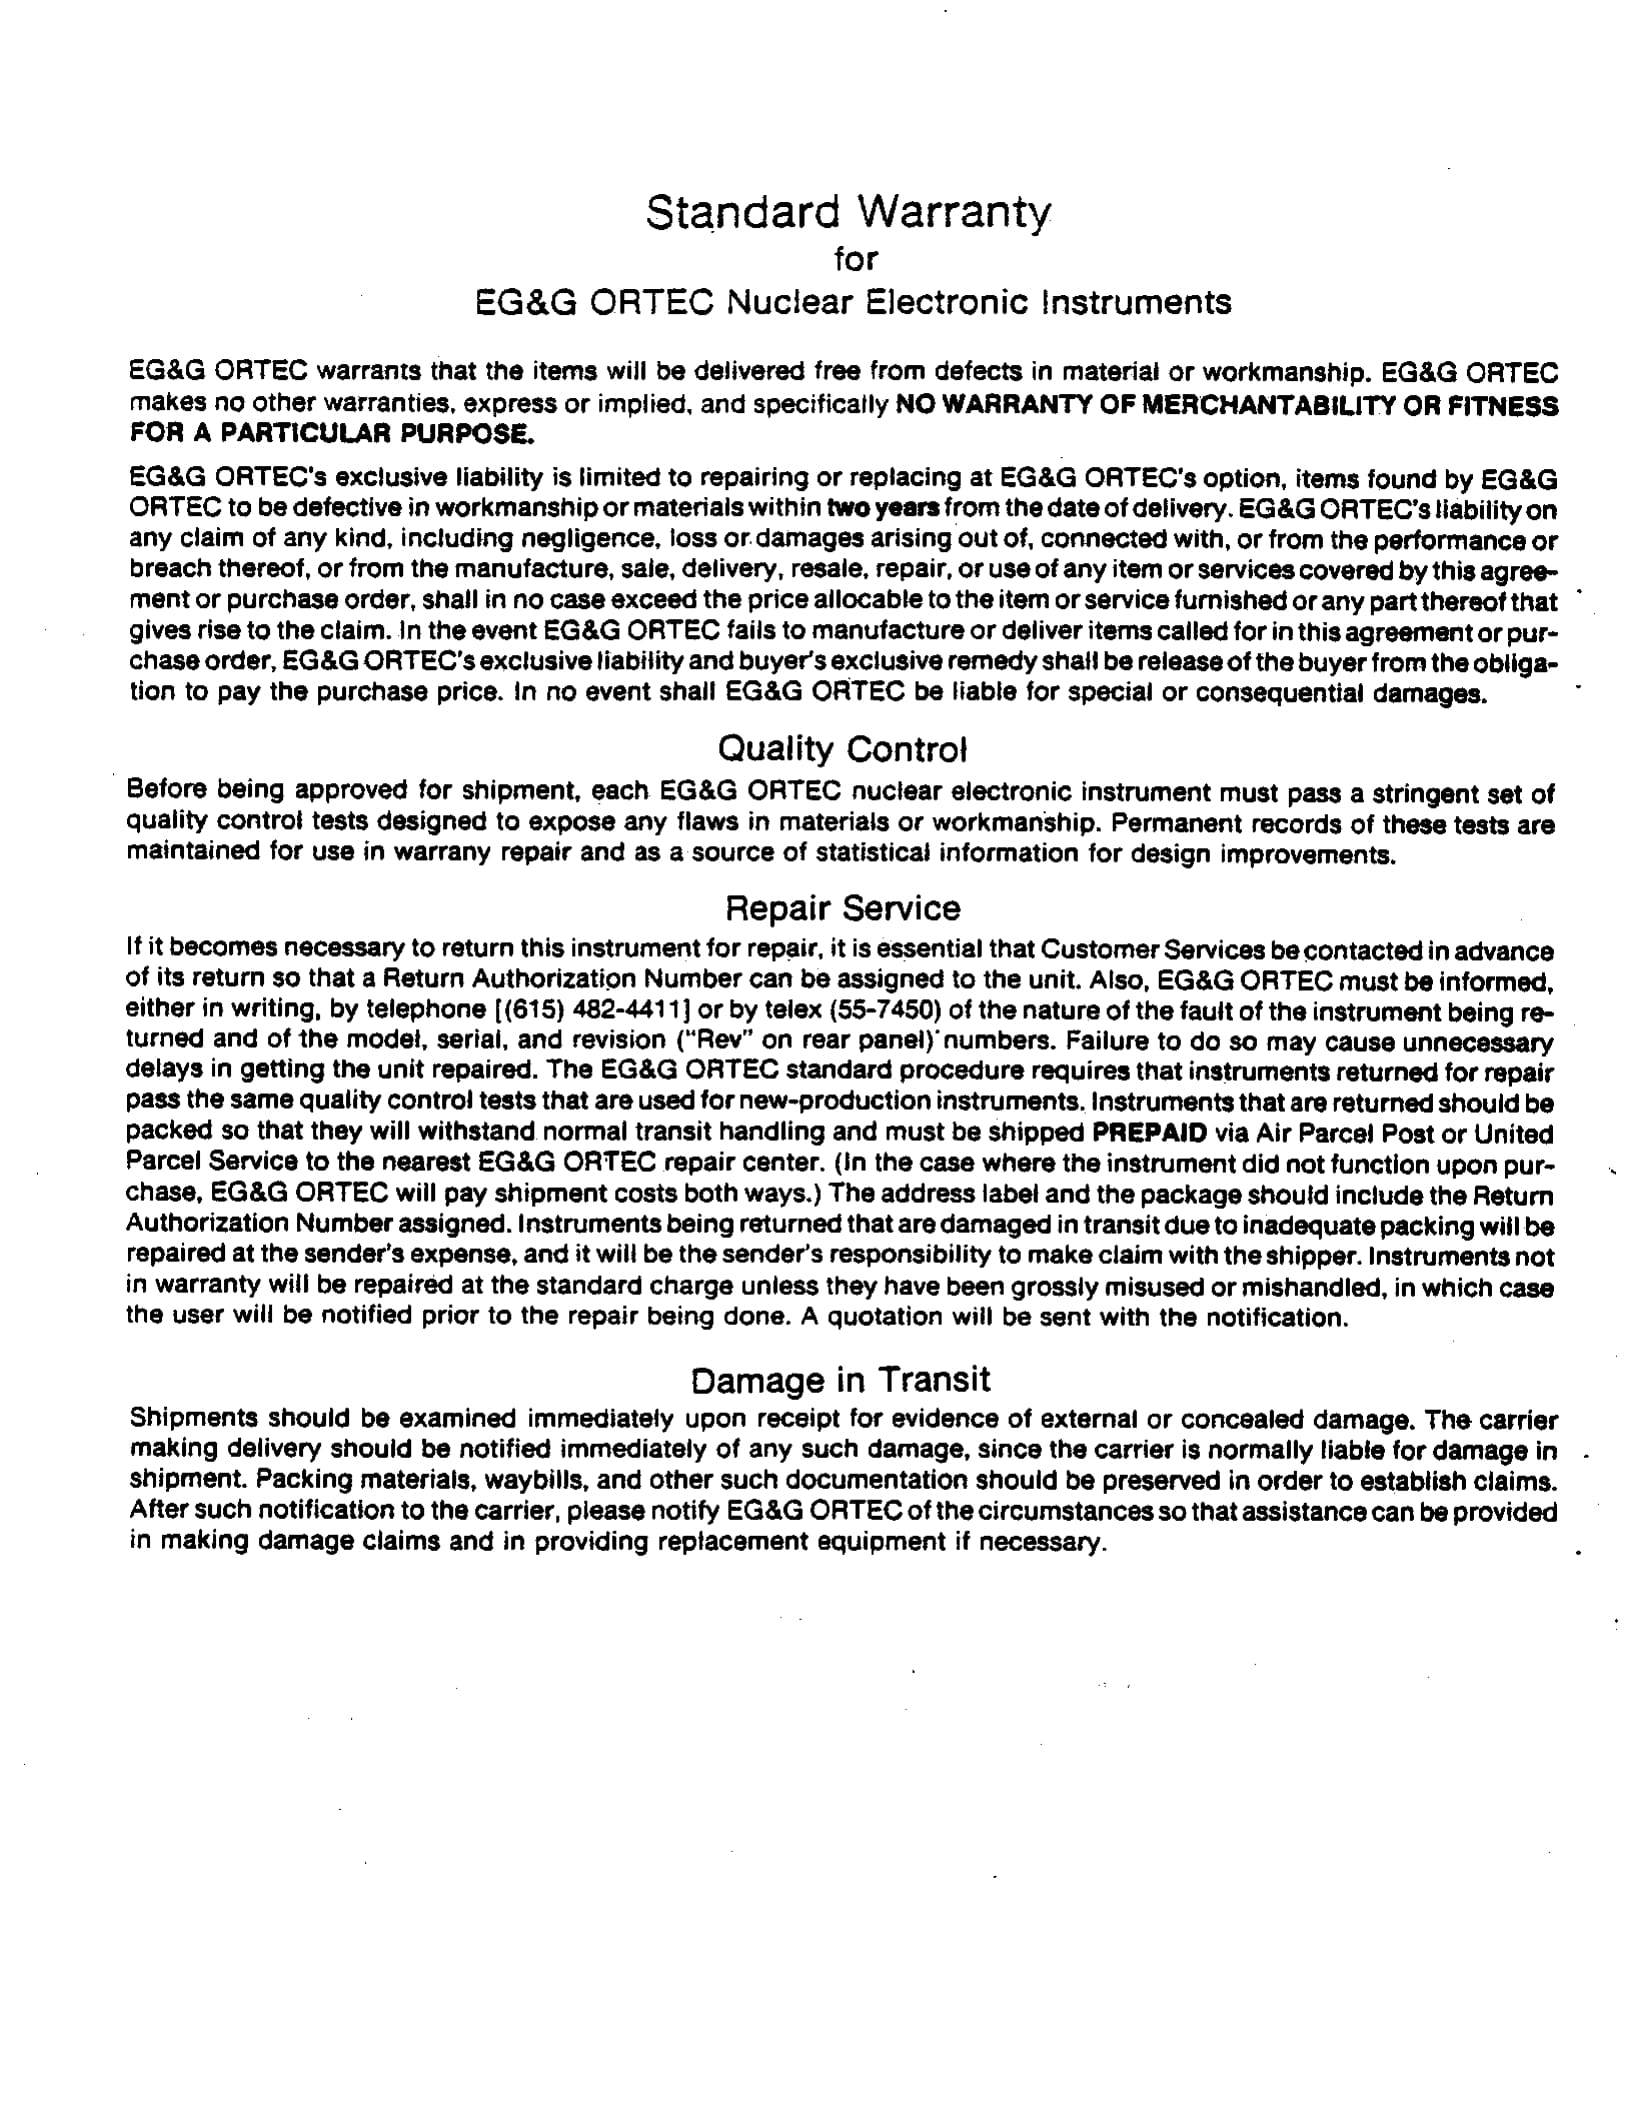 Standard Warranty
for
EG&G ORTEC Nuclear Electronic Instruments
EG&G ORTEC warrants that the items will be delivered free from defects in material or workmanship. EG&G ORTEC
makes no other warranties, express or implied, and specifically NO WARRANTY OF MERCHANTABILITY OR FITNESS
FOR A PARTICULAR PURPOSE.
EG&G ORTEC's exclusive liability is limited to repairing or replacing at EG&G ORTEC's option, items found by EG&G
ORTEC to be defective in workmanship or materials within two years from the date of delivery. EG&G ORTEC's liability on
any claim of any kind, including negligence, loss or damages arising out of, connected with, or from the performance or
breach thereof, or from the manufacture, sale, delivery, resale, repair, or use of any item or services covered by this agree-
ment or purchase order, shall in no case exceed the price allocable to the item or service furnished or any part thereof that
gives rise to the claim. In the event EG&G ORTEC fails to manufacture or deliver items called for in this agreement or pur-
chase order, EG&G ORTEC's exclusive liability and buyer's exclusive remedy shall be release of the buyer from the obliga-
tion to pay the purchase price. In no event shall EG&G ORTEC be liable for special or consequential damages.
Quality Control
Before being approved for shipment, each EG&G ORTEC nuclear electronic instrument must pass a stringent set of
quality control tests designed to expose any flaws in materials or workmanship. Permanent records of these tests are
maintained for use in warrany repair and as a source of statistical information for design improvements.
Repair Service
If it becomes necessary to return this instrument for repair, it is essential that Customer Services be contacted in advance
of its return so that a Return Authorization Number can be assigned to the unit. Also, EG&G ORTEC must be informed,
either in writing, by telephone [(615) 482-4411] or by telex (55-7450) of the nature of the fault of the instrument being re-
turned and of the model, serial, and revision ("Rev" on rear panel) numbers. Failure to do so may cause unnecessary
delays in getting the unit repaired. The EG&G ORTEC standard procedure requires that instruments returned for repair
pass the same quality control tests that are used for new-production instruments. Instruments that are returned should be
packed so that they will withstand normal transit handling and must be shipped PREPAID via Air Parcel Post or United
Parcel Service to the nearest EG&G ORTEC repair center. (In the case where the instrument did not function upon pur-
chase, EG&G ORTEC will pay shipment costs both ways.) The address label and the package should include the Return
Authorization Number assigned. Instruments being returned that are damaged in transit due to inadequate packing will be
repaired at the sender's expense, and it will be the sender's responsibility to make claim with the shipper. Instruments not
in warranty will be repaired at the standard charge unless they have been grossly misused or mishandled, in which case
the user will be notified prior to the repair being done. A quotation will be sent with the notification.
Damage in Transit
Shipments should be examined immediately upon receipt for evidence of external or concealed damage. The carrier
making delivery should be notified immediately of any such damage, since the carrier is normally liable for damage in
shipment. Packing materials, waybills, and other such documentation should be preserved in order to establish claims.
After such notification to the carrier, please notify EG&G ORTEC of the circumstances so that assistance can be provided
in making damage claims and in providing replacement equipment if necessary.